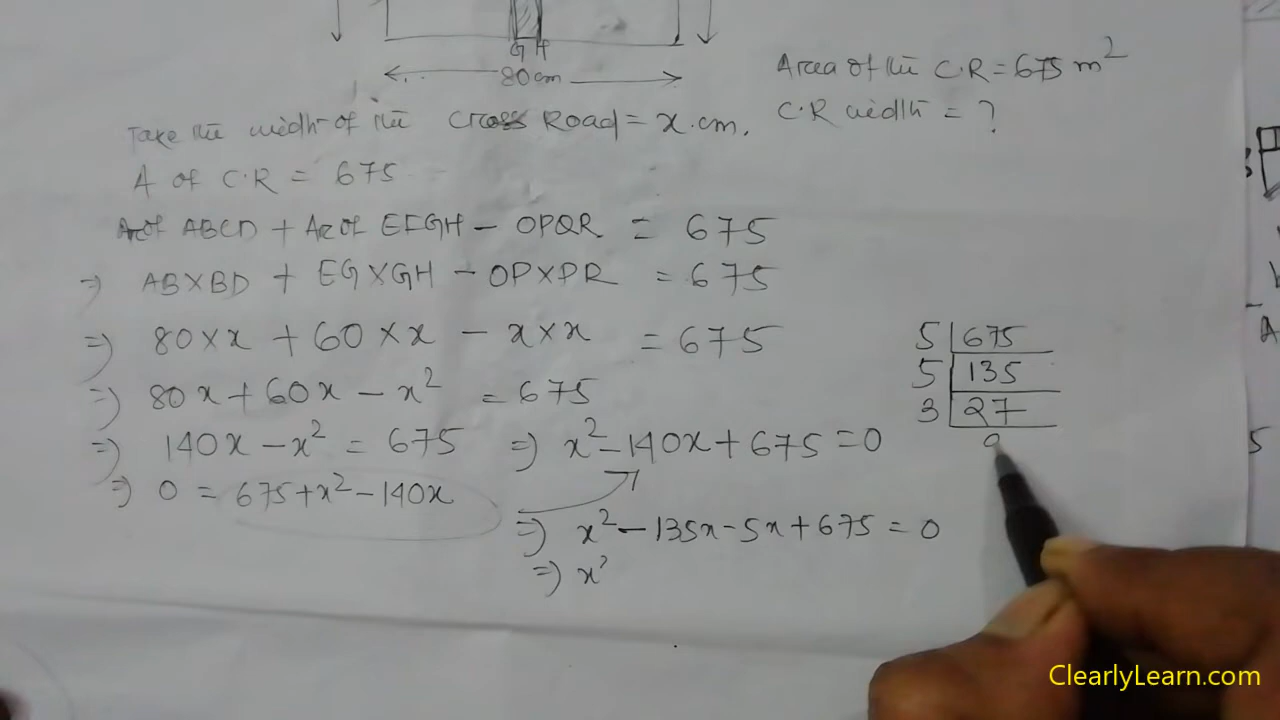 G H
80cm
Area of the C.R = 675 m²
C.R width = ?
Take the width of the Cross Road = x.cm.
A of C.R = 675
Ar of ABCD + Ar of EFGH - OPQR = 675
⇒ AB×BD + EG×GH - OP×PR = 675
⇒ 80×x + 60×x - x×x = 675
⇒ 80x + 60x - x² = 675
⇒ 140x - x² = 675 ⇒ x² - 140x + 675 = 0
⇒ 0 = 675 + x² - 140x
⇒ x² - 135x - 5x + 675 = 0
⇒ x²
5 | 675
5 | 135
3 | 27
9
5
ClearlyLearn.com